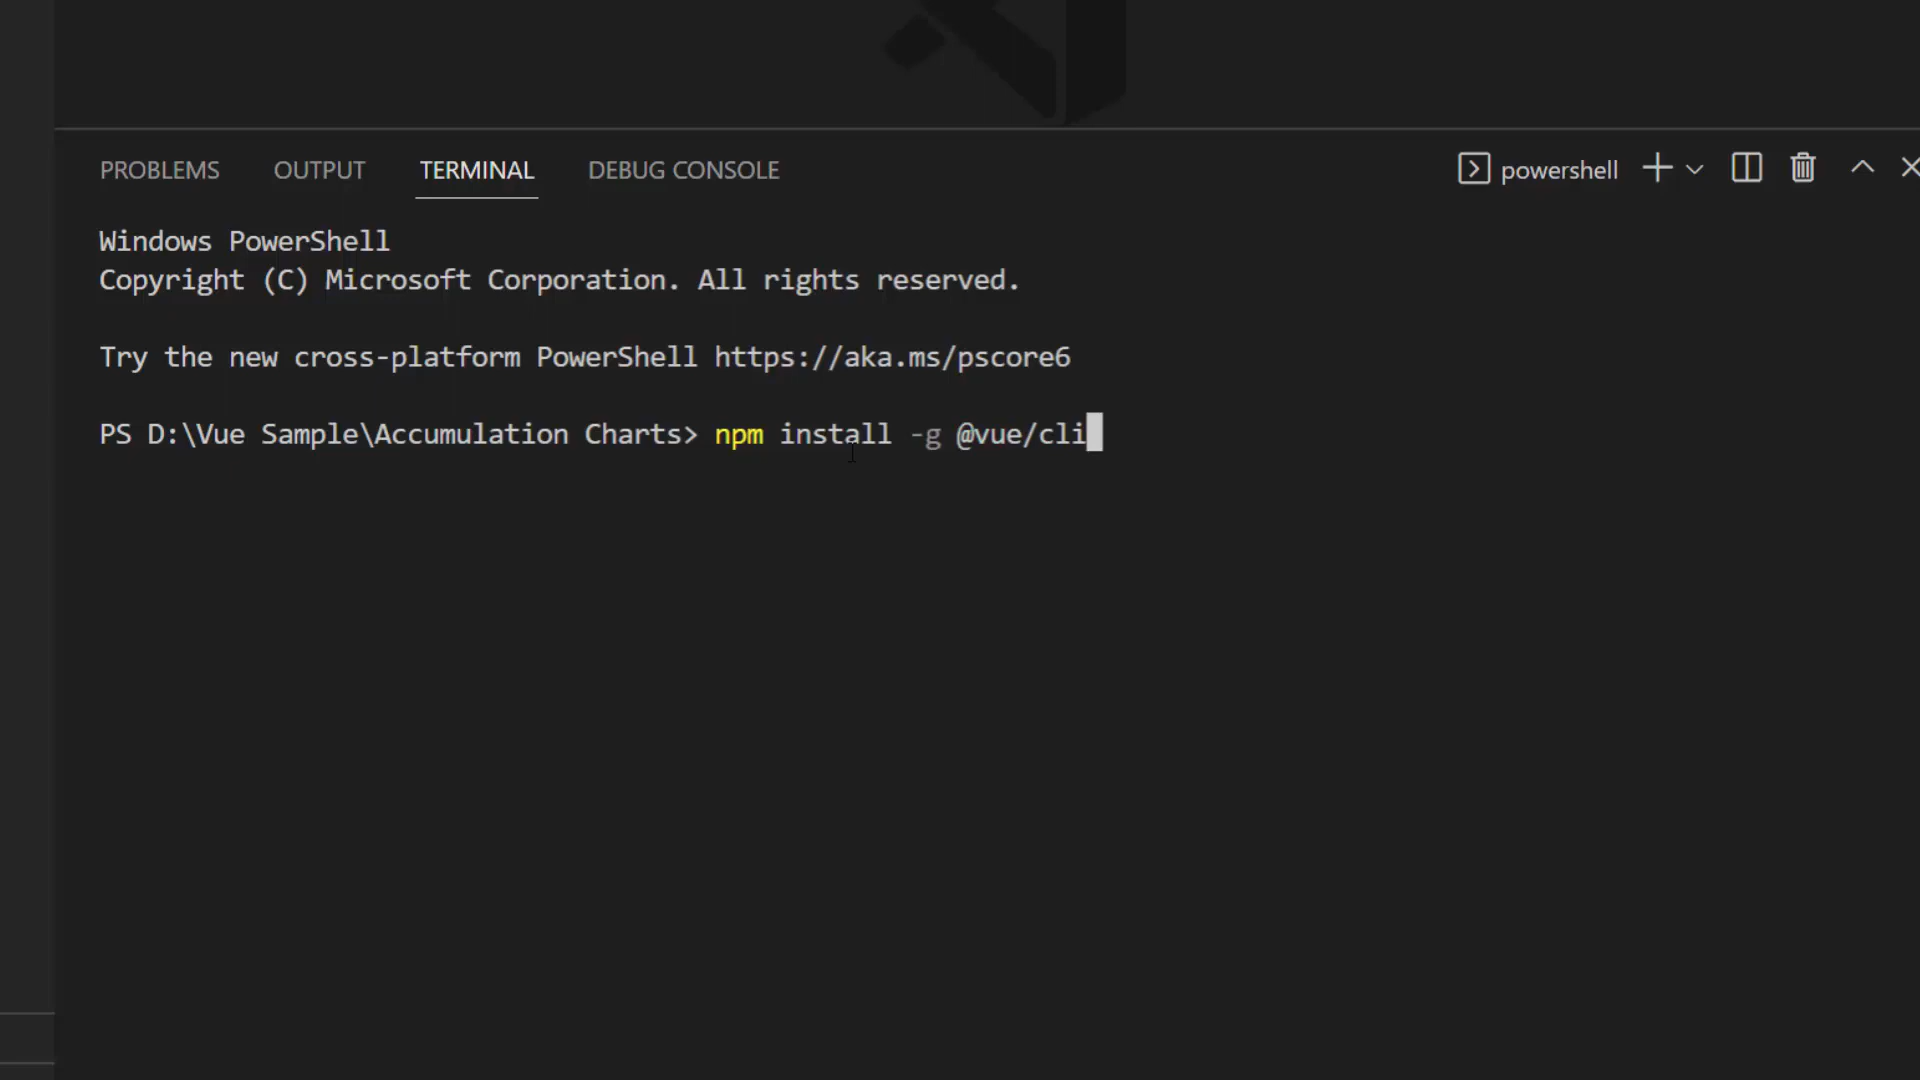 PROBLEMS OUTPUT TERMINAL DEBUG CONSOLE powershell
Windows PowerShell
Copyright (C) Microsoft Corporation. All rights reserved.
Try the new cross-platform PowerShell https://aka.ms/pscore6
PS D:\Vue Sample\Accumulation Charts> npm install -g @vue/cli